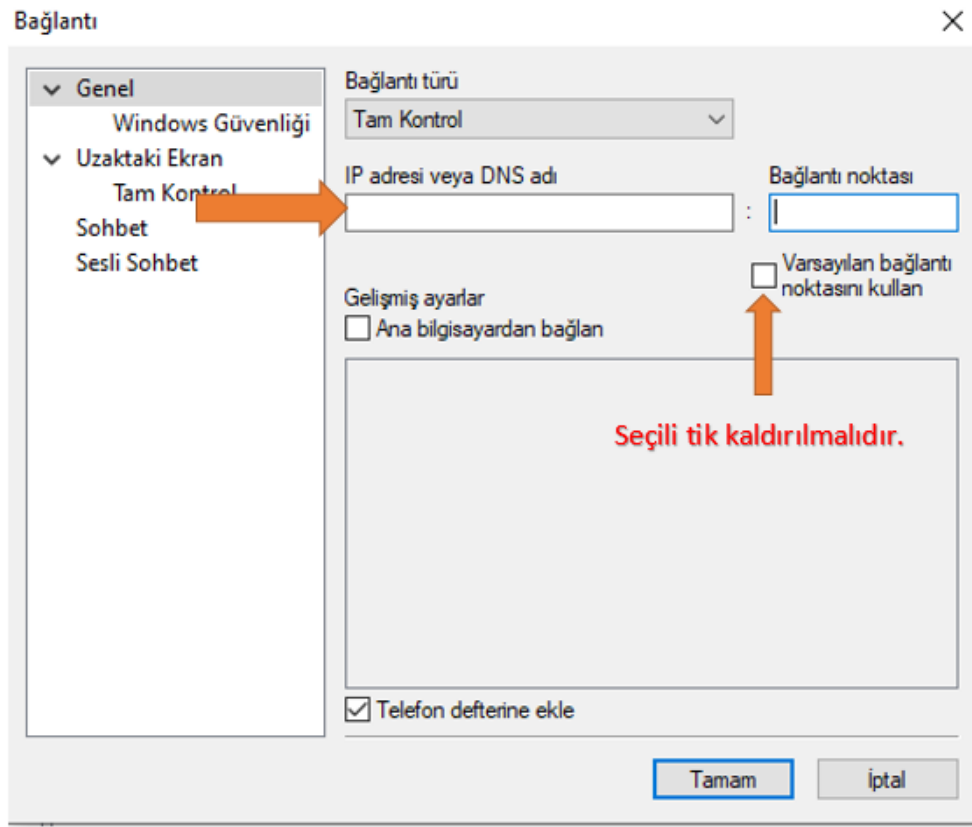 Bağlantı
Genel
Windows Güvenliği
Uzaktaki Ekran
Tam Kontrol
Sohbet
Sesli Sohbet
Bağlantı türü
Tam Kontrol
IP adresi veya DNS adı
Bağlantı noktası
:
Varsayılan bağlantı
noktasını kullan
Gelişmiş ayarlar
Ana bilgisayardan bağlan
Seçili tik kaldırılmalıdır.
Telefon defterine ekle
Tamam
İptal